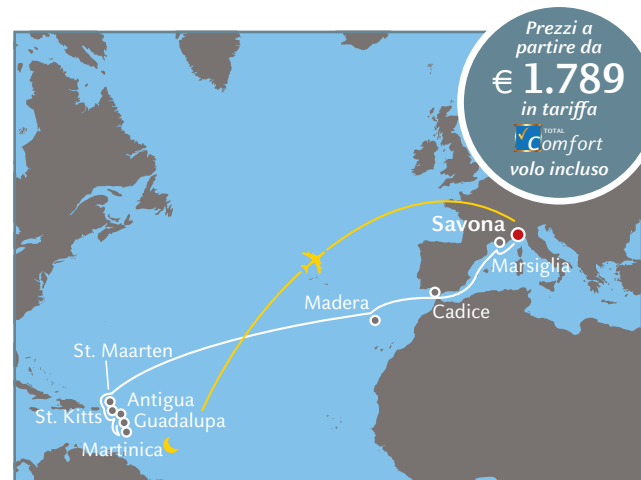 Prezzi a
partire da
€ 1.789
in tariffa
TOTAL
Comfort
volo incluso
Savona
Marsiglia
Madera
Cadice
St. Maarten
Antigua
St. Kitts
Guadalupa
Martinica